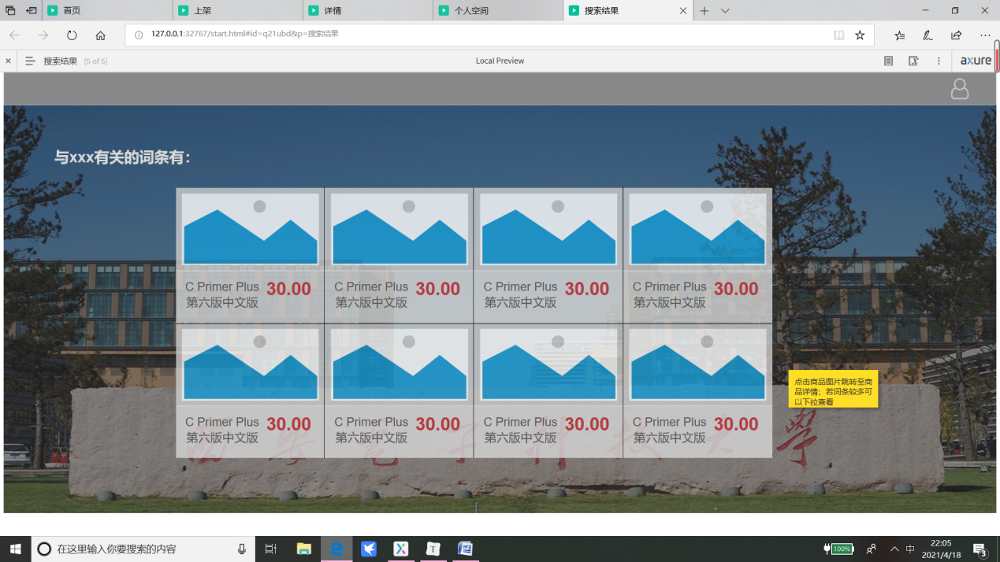 首页
上架
详情
个人空间
搜索结果
127.0.0.1:32767/start.html#id=q21ubd&p=搜索结果
搜索结果 (5 of 5)
Local Preview
axure
与xxx有关的词条有：
C Primer Plus 30.00
第六版中文版
C Primer Plus 30.00
第六版中文版
C Primer Plus 30.00
第六版中文版
C Primer Plus 30.00
第六版中文版
点击商品图片跳转至商
品详情；若词条较多可
以下拉查看
C Primer Plus 30.00
第六版中文版
C Primer Plus 30.00
第六版中文版
C Primer Plus 30.00
第六版中文版
C Primer Plus 30.00
第六版中文版
西安电子科技大學
在这里输入你要搜索的内容
100%
中
22:05
2021/4/18
3